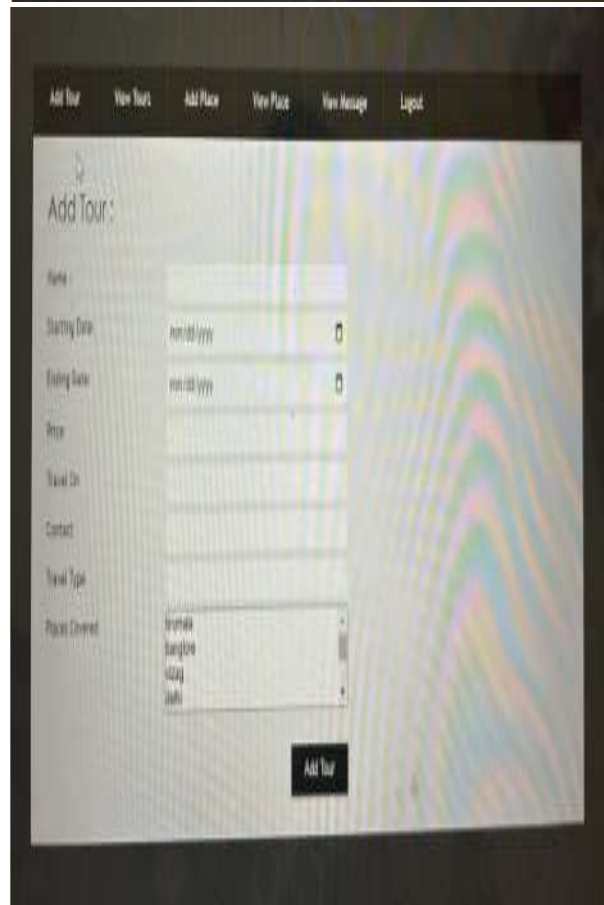 Add Tour View Tours Add Place View Place View Message Logout
Add Tour :
Name :
Starting Date
mm/dd/yyyy
Ending Date
mm/dd/yyyy
Price
Travel On
Contact
Travel Type
Places Covered
banglore
vizag
Add Tour